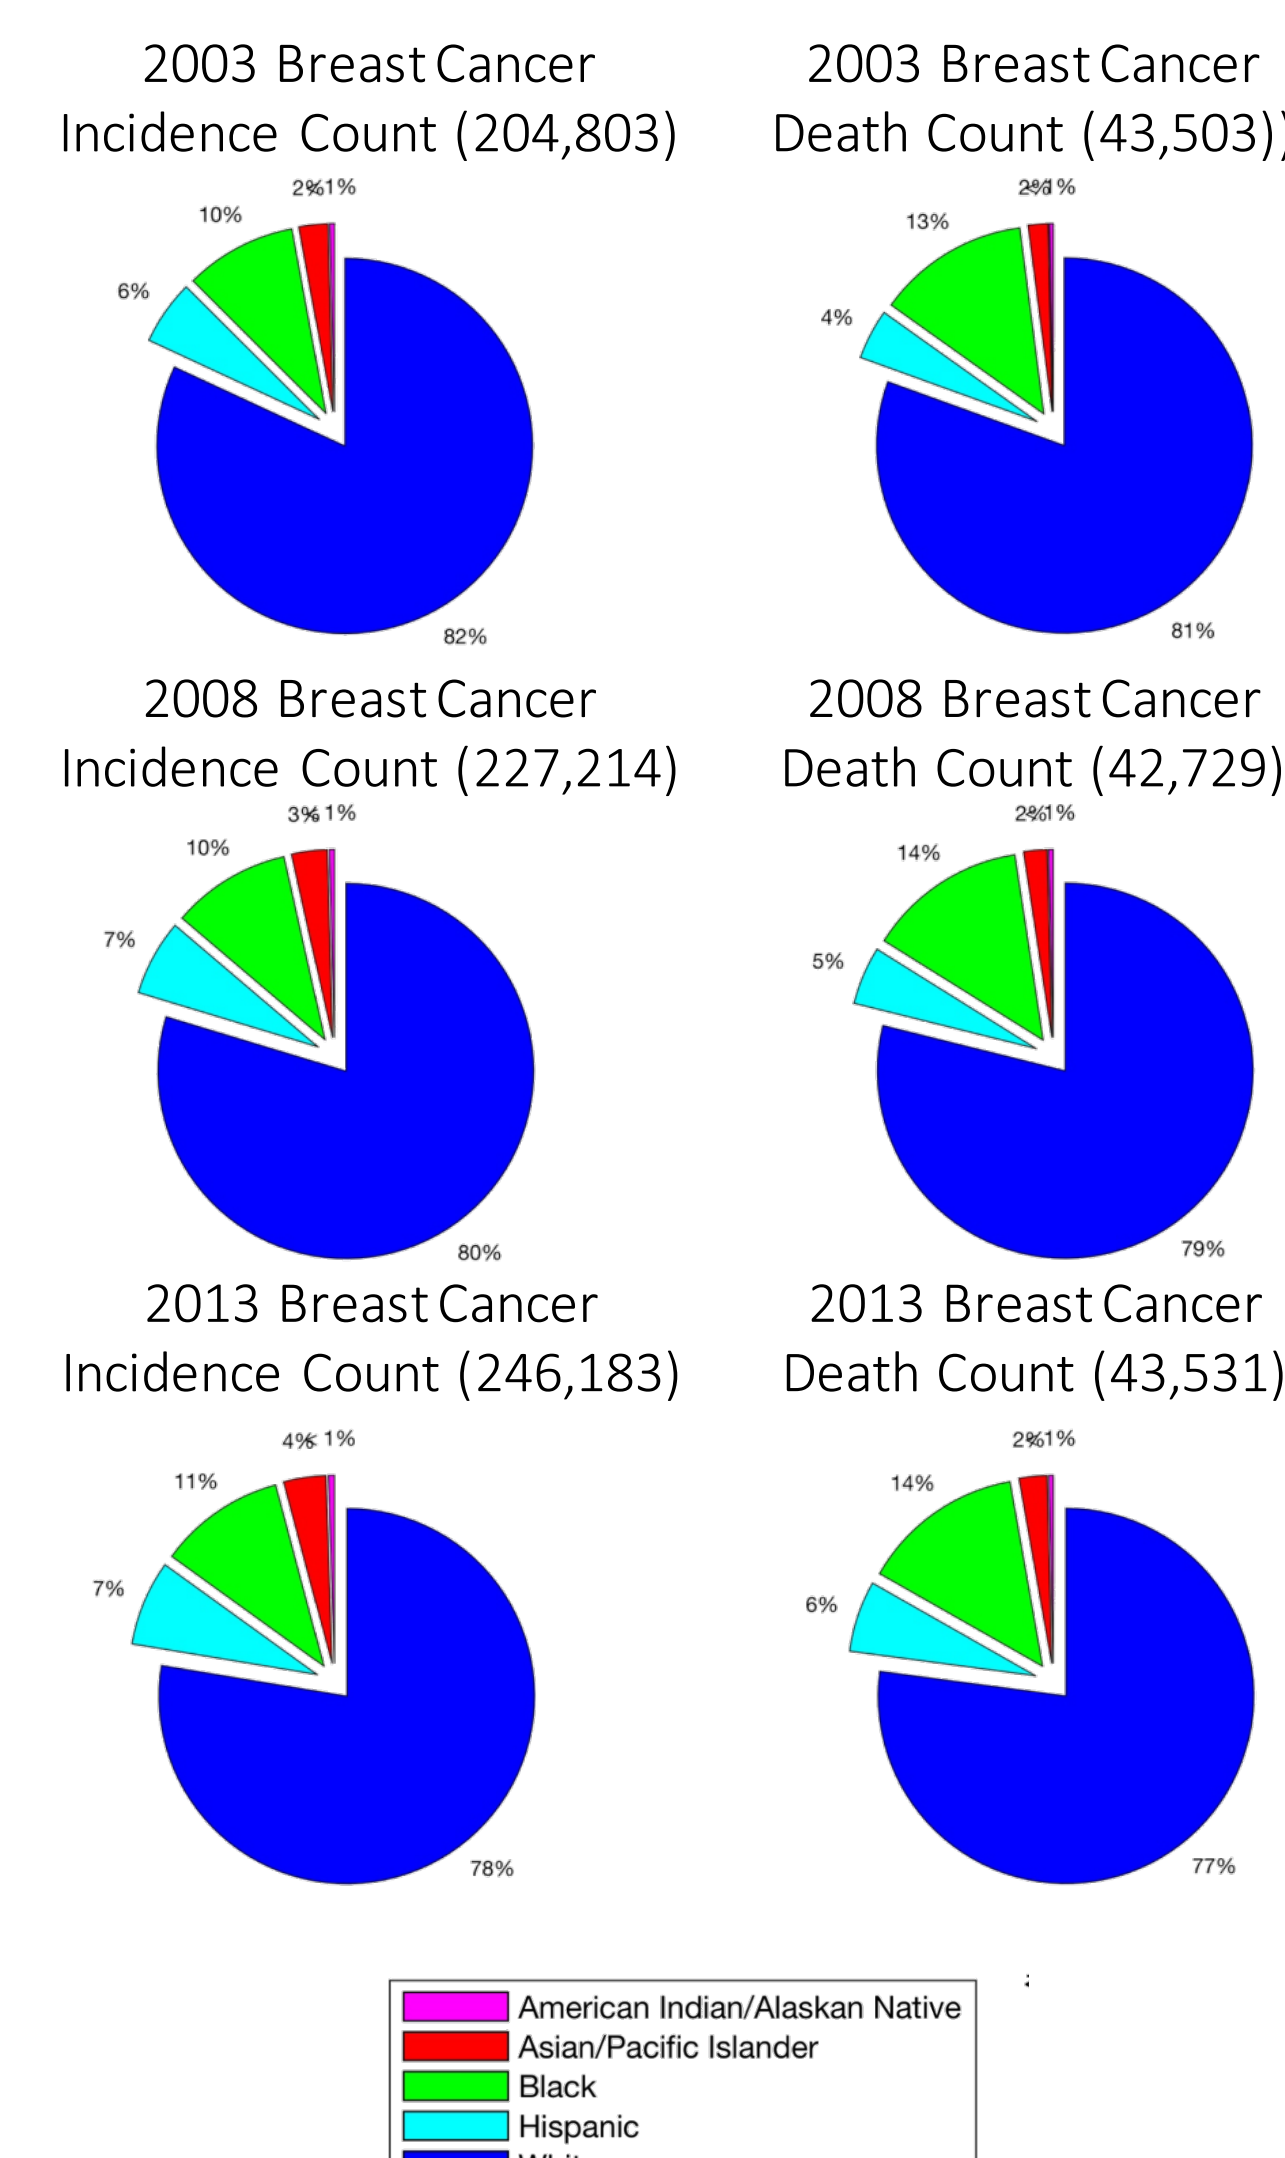 2003 Breast Cancer
Incidence Count (204,803)
2003 Breast Cancer
Death Count (43,503))
2%
<1%
10%
6%
82%
2%
<1%
13%
4%
81%
2008 Breast Cancer
Incidence Count (227,214)
2008 Breast Cancer
Death Count (42,729)
3%
< 1%
10%
7%
80%
2%
<1%
14%
5%
79%
2013 Breast Cancer
Incidence Count (246,183)
2013 Breast Cancer
Death Count (43,531)
4%
< 1%
11%
7%
78%
2%
<1%
14%
6%
77%
American Indian/Alaskan Native
Asian/Pacific Islander
Black
Hispanic